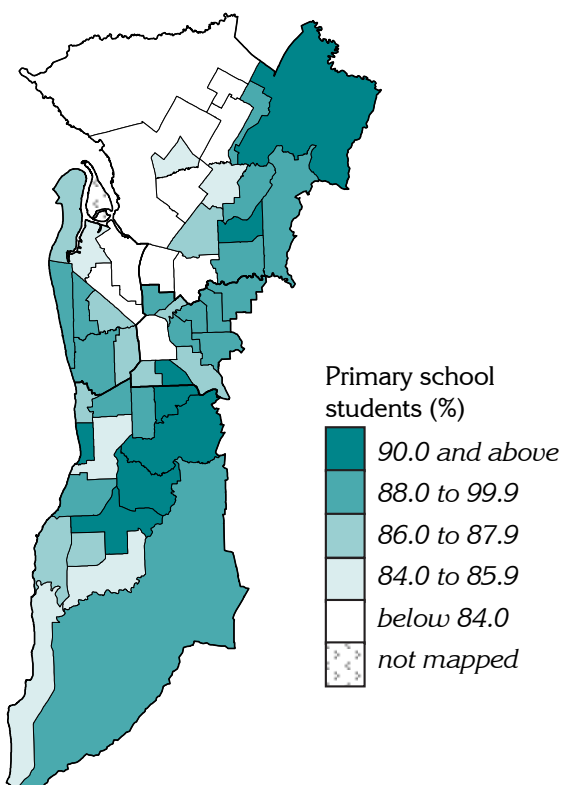 Primary school
students (%)
90.0 and above
88.0 to 99.9
86.0 to 87.9
84.0 to 85.9
below 84.0
not mapped